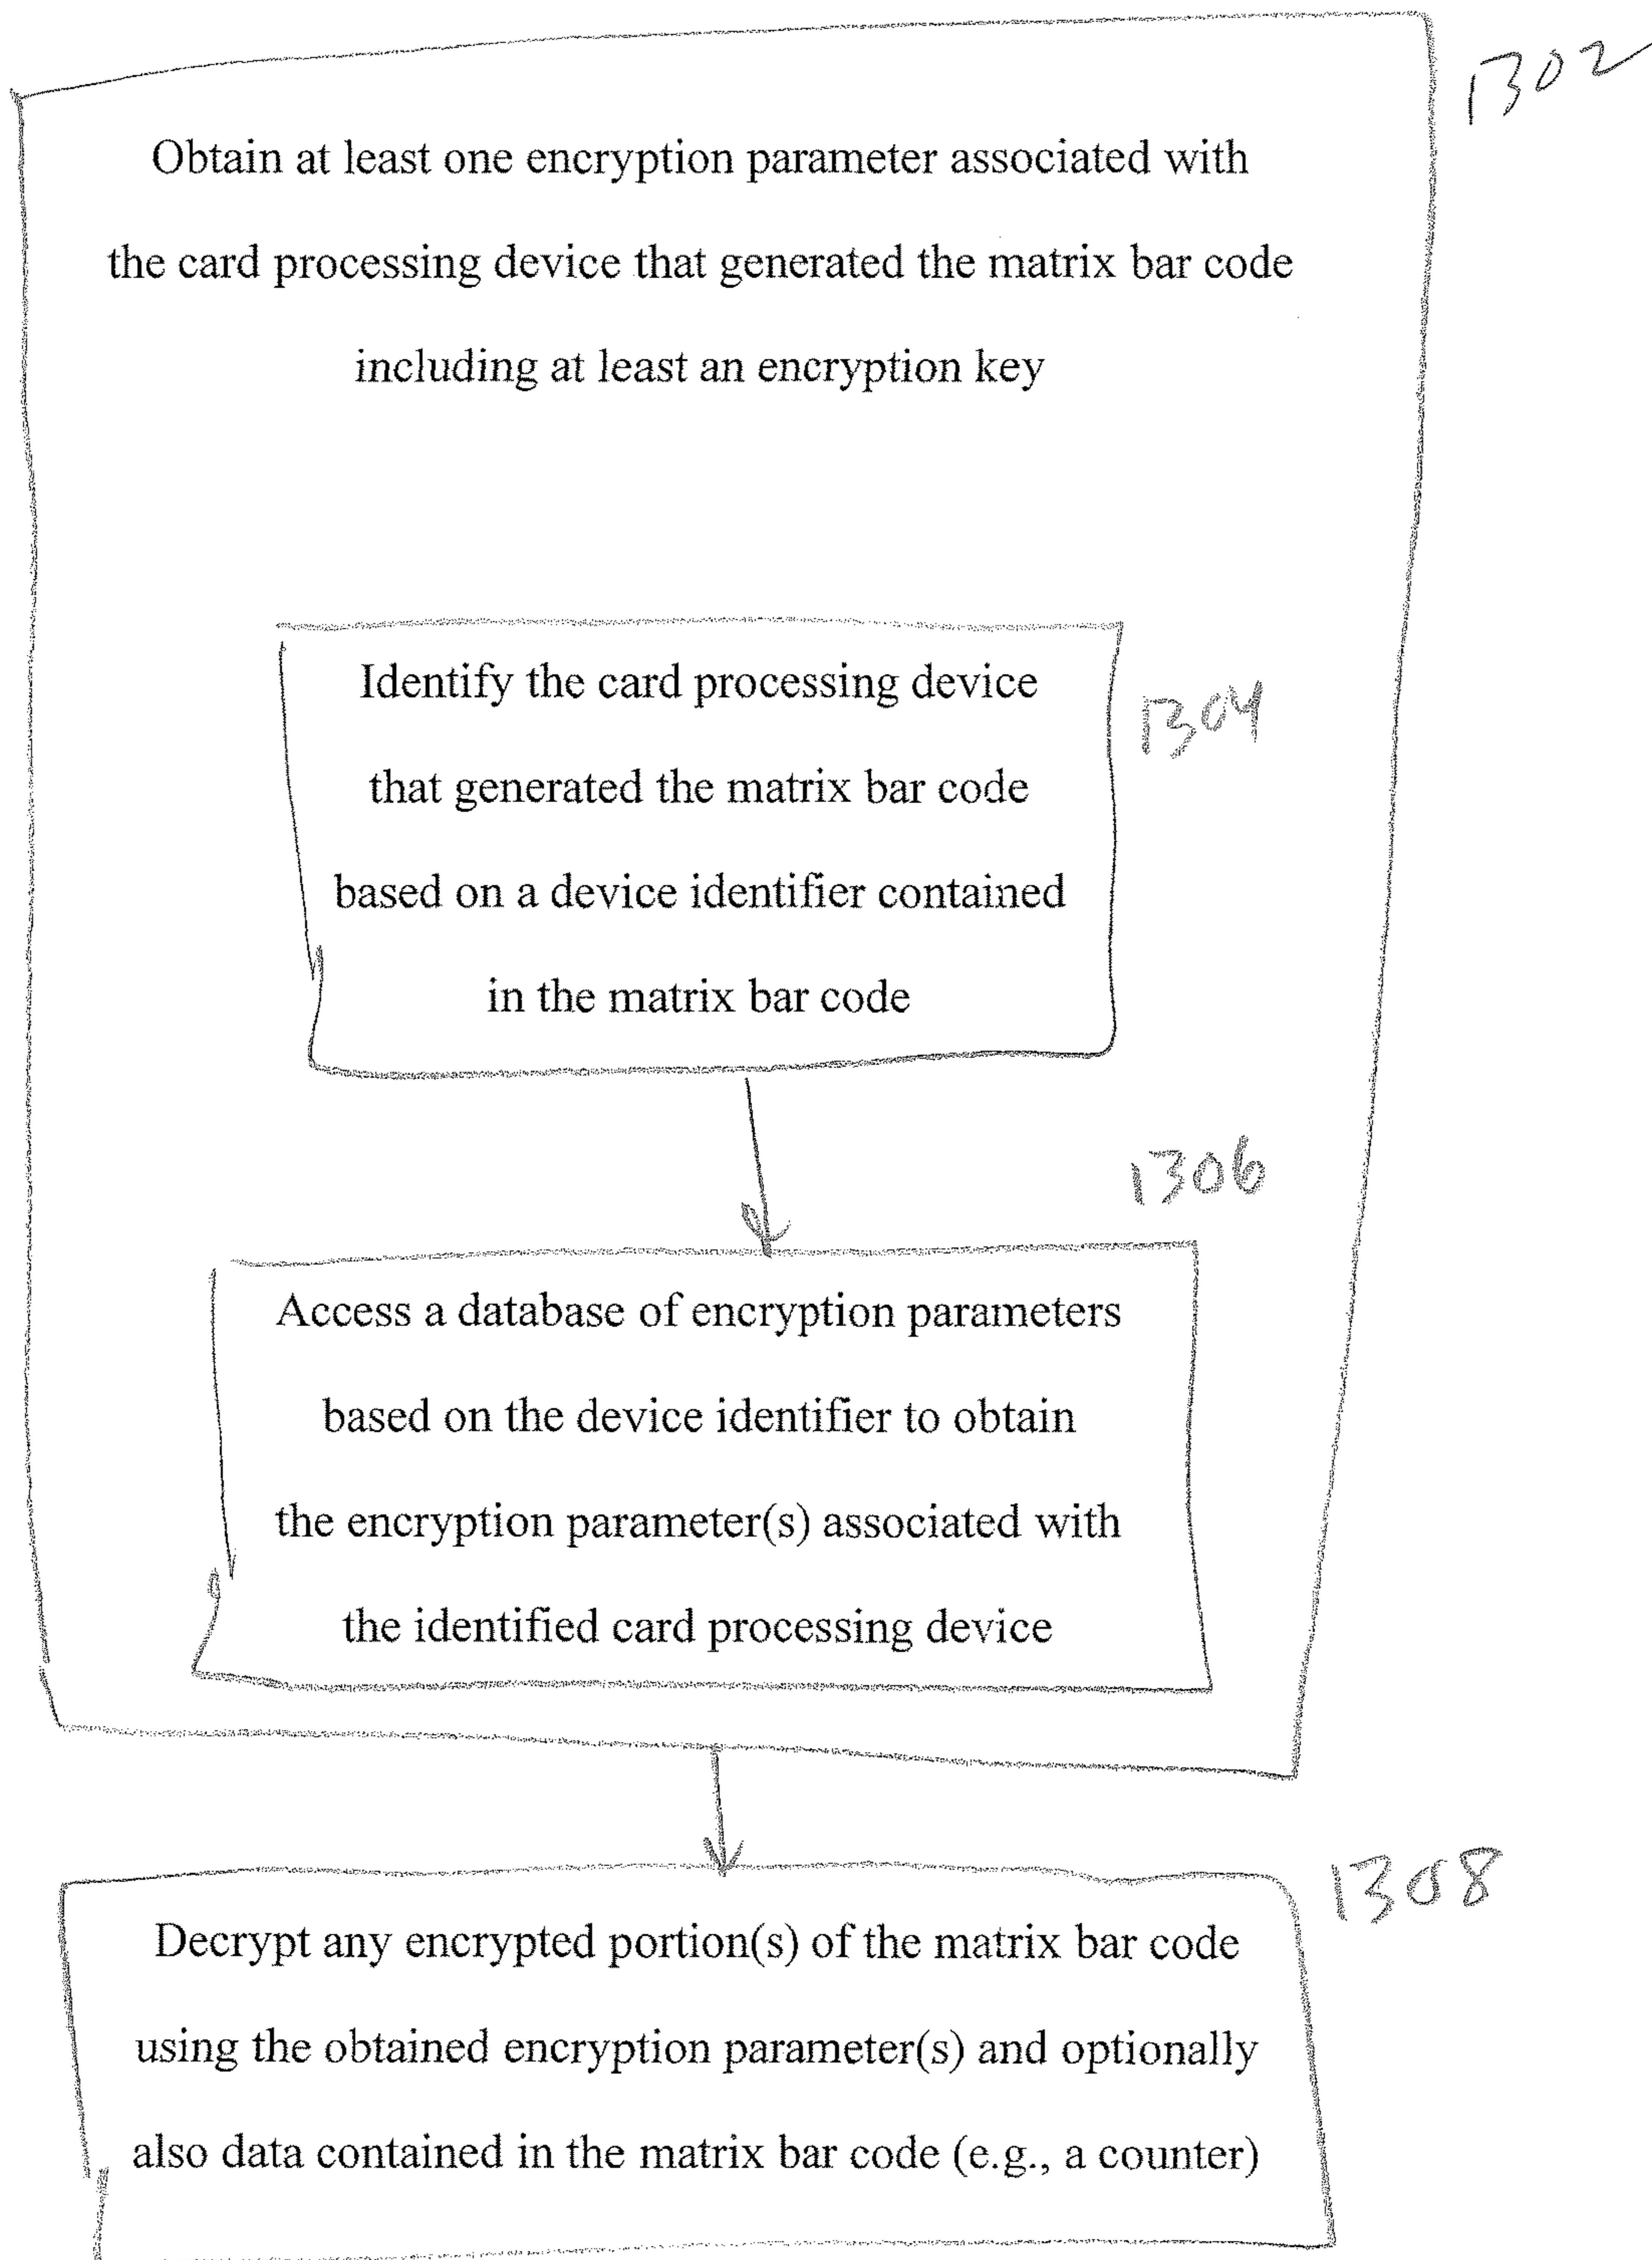 1302
Obtain at least one encryption parameter associated with
the card processing device that generated the matrix bar code
including at least an encryption key
Identify the card processing device
1304
that generated the matrix bar code
based on a device identifier contained
in the matrix bar code
1306
Access a database of encryption parameters
based on the device identifier to obtain
the encryption parameter(s) associated with
the identified card processing device
1308
Decrypt any encrypted portion(s) of the matrix bar code
using the obtained encryption parameter(s) and optionally
also data contained in the matrix bar code (e.g., a counter)